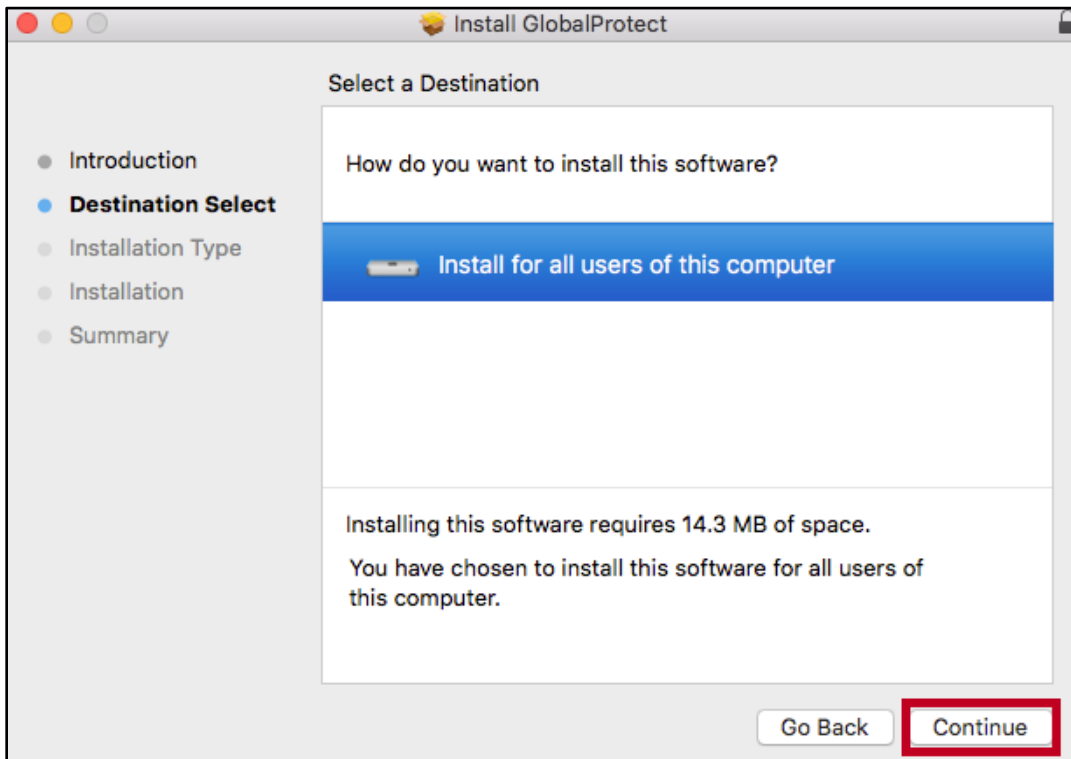 Install GlobalProtect
Select a Destination
Introduction
Destination Select
Installation Type
Installation
Summary
How do you want to install this software?
Install for all users of this computer
Installing this software requires 14.3 MB of space.
You have chosen to install this software for all users of
this computer.
Go Back
Continue